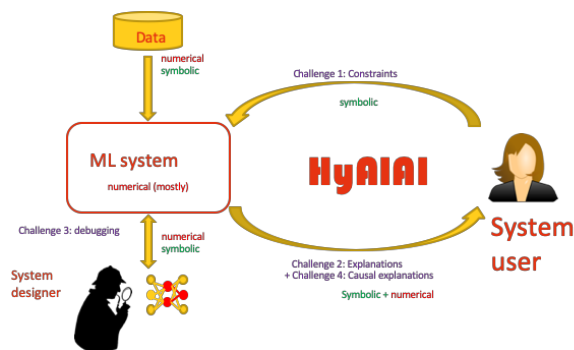 Data
numerical
symbolic
Challenge 1: Constraints
symbolic
ML system
numerical (mostly)
HyAIAI
System
user
Challenge 3: debugging
numerical
symbolic
Challenge 2: Explanations
+ Challenge 4: Causal explanations
Symbolic + numerical
System
designer